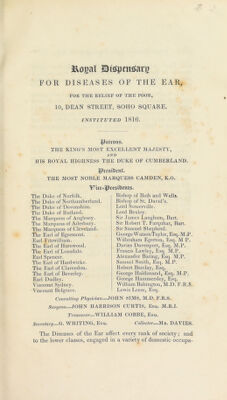 Royal Dispensary
FOR DISEASES OF THE EAR,
FOR THE RELIEF OF THE POOR,
10, DEAN STREET, SOHO SQUARE.
INSTITUTED 1816.
Patrons.
THE KING'S MOST EXCELLENT MAJESTY,
AND
HIS ROYAL HIGHNESS THE DUKE OF CUMBERLAND.
President.
THE MOST NOBLE MARQUESS CAMDEN, K.G.
Vice-Presidents.
The Duke of Norfolk.
The Duke of Northumberland.
The Duke of Devonshire.
The Duke of Rutland.
The Marquess of Anglesey.
The Marquess of Ailesbury.
The Marquess of Cleveland.
The Earl of Egremont.
Earl Fitzwilliam.
The Earl of Harewood.
The Earl of Lonsdale.
Earl Spencer.
The Earl of Hardwicke.
The Earl of Clarendon.
The Earl of Beverley.
Earl Dudley.
Viscount Sydney.
Viscount Belgrave.
Bishop of Bath and Wells.
Bishop of St. David's.
Lord Somerville.
Lord Bexley.
Sir James Langham, Bart.
Sir Robert T. Farquhar, Bart.
Sir Samuel Shepherd.
George Watson Taylor, Esq. M.P.
Wilbraham Egerton, Esq. M.P.
Davies Davenport, Esq. M.P.
Thomas Lawley, Esq. M.P.
Alexander Baring, Esq. M.P.
Samuel Smith, Esq. M.P.
Robert Barclay, Esq.
George Haldimand, Esq. M.P.
George Hammersley, Esq.
William Babington, M.D. F.R.S.
Lewis Loyd, Esq.
Consulting Physician—JOHN SIMS, M.D. F.R.S.
Surgeon—JOHN HARRISON CURTIS, Esq. M.R.I.
Treasurer—WILLIAM COBBE, Esq.
Secretary—G. WRITING, Esq. Collector—Mr. DAVIES.
The Diseases of the Ear affect every rank of society; and
to the lower classes, engaged in a variety of domestic occupa-